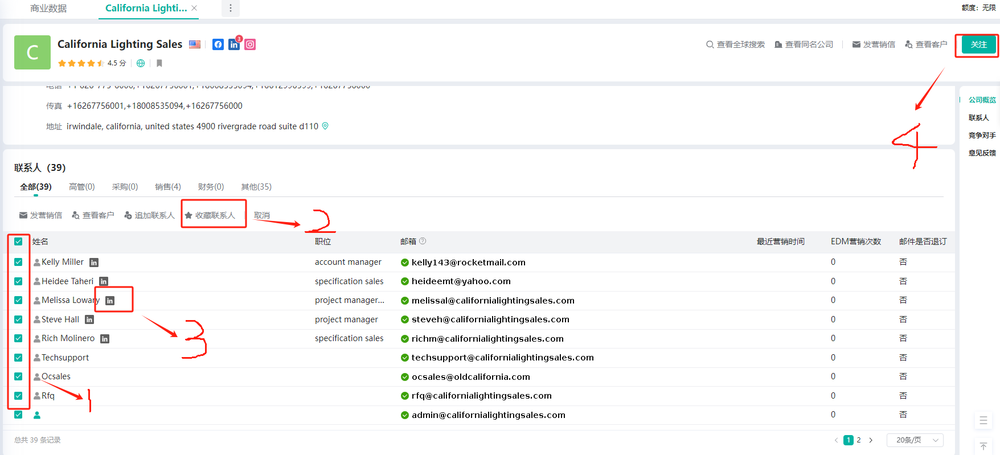 商业数据 California Lighti... 额度：无限
California Lighting Sales 3 查看全球搜索 查看同名公司 发营销信 查看客户 关注
C
4.5 分
传真 +16267756001,+18008535094,+16267756000
地址 irwindale, california, united states 4900 rivergrade road suite d110
公司概览
联系人
竞争对手
意见反馈
4
联系人（39）
全部(39) 高管(0) 采购(0) 销售(4) 财务(0) 其他(35)
发营销信 查看客户 追加联系人 收藏联系人 取消
2
姓名 职位 邮箱 最近营销时间 EDM营销次数 邮件是否退订
Kelly Miller account manager kelly143@rocketmail.com 0 否
Heidee Taheri specification sales heideemt@yahoo.com 0 否
Melissa Lowary project manager... melissal@californialightingsales.com 0 否
Steve Hall project manager steveh@californialightingsales.com 0 否
3
Rich Molinero specification sales richm@californialightingsales.com 0 否
Techsupport techsupport@californialightingsales.com 0 否
Ocsales ocsales@oldcalifornia.com 0 否
Rfq rfq@californialightingsales.com 0 否
1
admin@californialightingsales.com 0 否
总共 39 条记录 1 2 20条/页